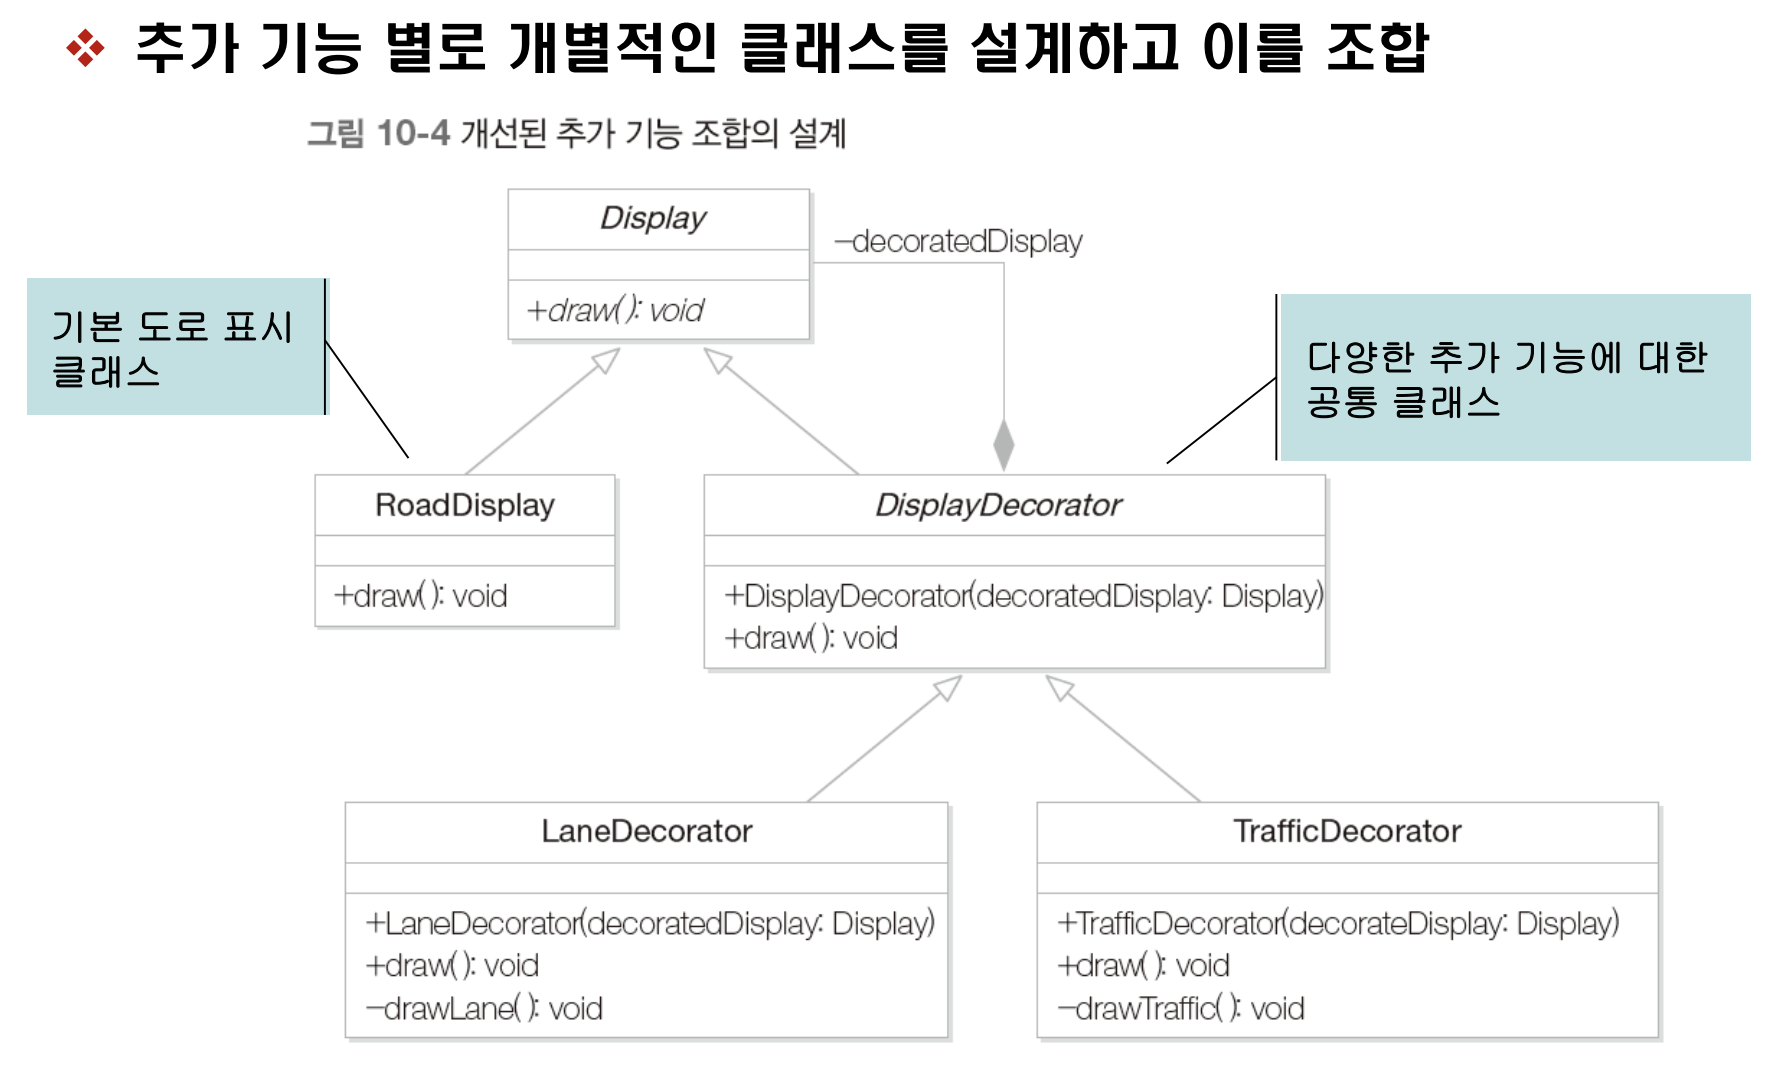 추가 기능 별로 개별적인 클래스를 설계하고 이를 조합
그림 10-4 개선된 추가 기능 조합의 설계
Display
+draw(): void
–decoratedDisplay
기본 도로 표시
클래스
다양한 추가 기능에 대한
공통 클래스
RoadDisplay
+draw(): void
DisplayDecorator
+DisplayDecorator(decoratedDisplay: Display)
+draw(): void
LaneDecorator
+LaneDecorator(decoratedDisplay: Display)
+draw(): void
–drawLane(): void
TrafficDecorator
+TrafficDecorator(decorateDisplay: Display)
+draw(): void
–drawTraffic(): void